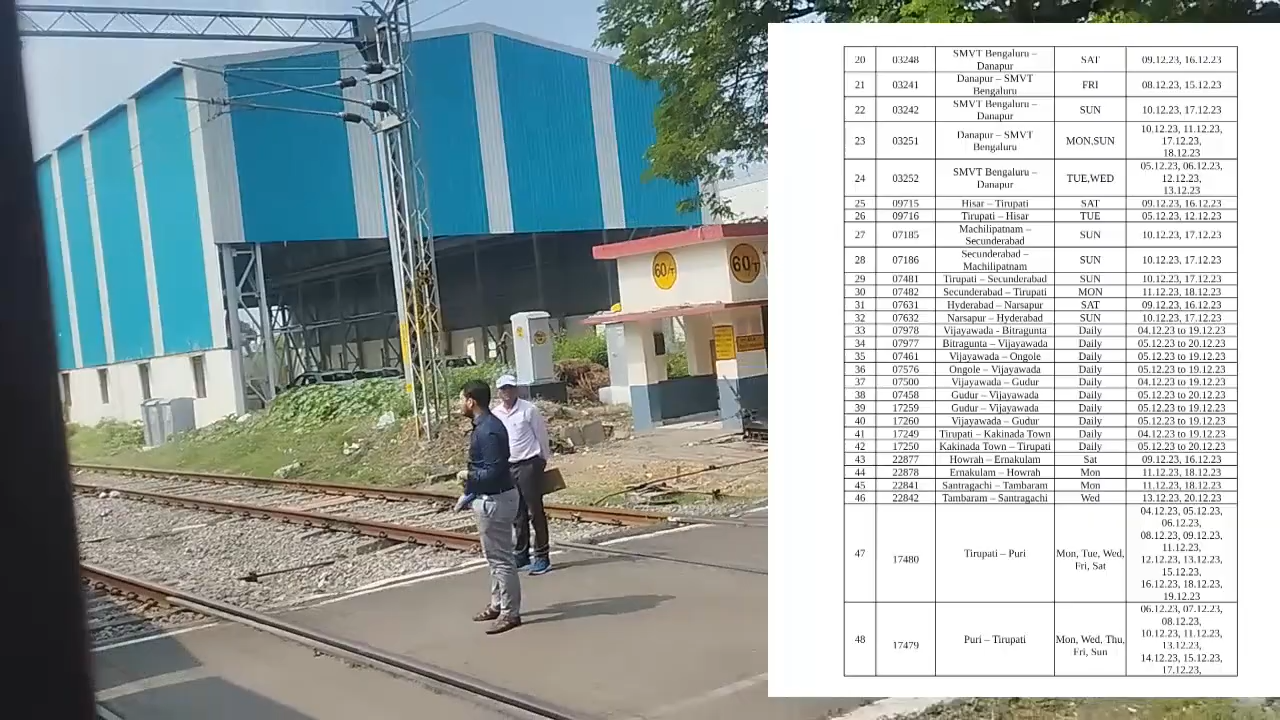 60/T
60T
20 03248 SMVT Bengaluru – Danapur SAT 09.12.23, 16.12.23
21 03241 Danapur – SMVT Bengaluru FRI 08.12.23, 15.12.23
22 03242 SMVT Bengaluru – Danapur SUN 10.12.23, 17.12.23
23 03251 Danapur – SMVT Bengaluru MON,SUN 10.12.23, 11.12.23, 17.12.23, 18.12.23
24 03252 SMVT Bengaluru – Danapur TUE,WED 05.12.23, 06.12.23, 12.12.23, 13.12.23
25 09715 Hisar – Tirupati SAT 09.12.23, 16.12.23
26 09716 Tirupati – Hisar TUE 05.12.23, 12.12.23
27 07185 Machilipatnam – Secunderabad SUN 10.12.23, 17.12.23
28 07186 Secunderabad – Machilipatnam SUN 10.12.23, 17.12.23
29 07481 Tirupati – Secunderabad SUN 10.12.23, 17.12.23
30 07482 Secunderabad – Tirupati MON 11.12.23, 18.12.23
31 07631 Hyderabad – Narsapur SAT 09.12.23, 16.12.23
32 07632 Narsapur – Hyderabad SUN 10.12.23, 17.12.23
33 07978 Vijayawada - Bitragunta Daily 04.12.23 to 19.12.23
34 07977 Bitragunta – Vijayawada Daily 05.12.23 to 20.12.23
35 07461 Vijayawada – Ongole Daily 05.12.23 to 19.12.23
36 07576 Ongole – Vijayawada Daily 05.12.23 to 19.12.23
37 07500 Vijayawada – Gudur Daily 04.12.23 to 19.12.23
38 07458 Gudur – Vijayawada Daily 05.12.23 to 20.12.23
39 17259 Gudur – Vijayawada Daily 05.12.23 to 19.12.23
40 17260 Vijayawada – Gudur Daily 05.12.23 to 19.12.23
41 17249 Tirupati – Kakinada Town Daily 04.12.23 to 19.12.23
42 17250 Kakinada Town – Tirupati Daily 05.12.23 to 20.12.23
43 22877 Howrah – Ernakulam Sat 09.12.23, 16.12.23
44 22878 Ernakulam – Howrah Mon 11.12.23, 18.12.23
45 22841 Santragachi – Tambaram Mon 11.12.23, 18.12.23
46 22842 Tambaram – Santragachi Wed 13.12.23, 20.12.23
47 17480 Tirupati – Puri Mon, Tue, Wed, Fri, Sat 04.12.23, 05.12.23, 06.12.23, 08.12.23, 09.12.23, 11.12.23, 12.12.23, 13.12.23, 15.12.23, 16.12.23, 18.12.23, 19.12.23
48 17479 Puri – Tirupati Mon, Wed, Thu, Fri, Sun 06.12.23, 07.12.23, 08.12.23, 10.12.23, 11.12.23, 13.12.23, 14.12.23, 15.12.23, 17.12.23,